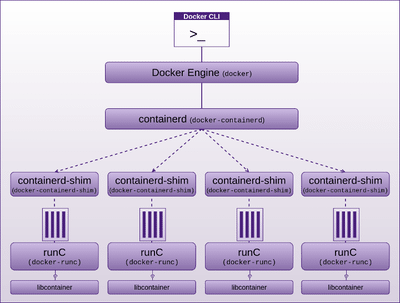 Docker CLI
>_
Docker Engine (docker)
containerd (docker-containerd)
containerd-shim containerd-shim containerd-shim containerd-shim
(docker-containerd-shim) (docker-containerd-shim) (docker-containerd-shim) (docker-containerd-shim)
runC runC runC runC
(docker-runc) (docker-runc) (docker-runc) (docker-runc)
libcontainer libcontainer libcontainer libcontainer